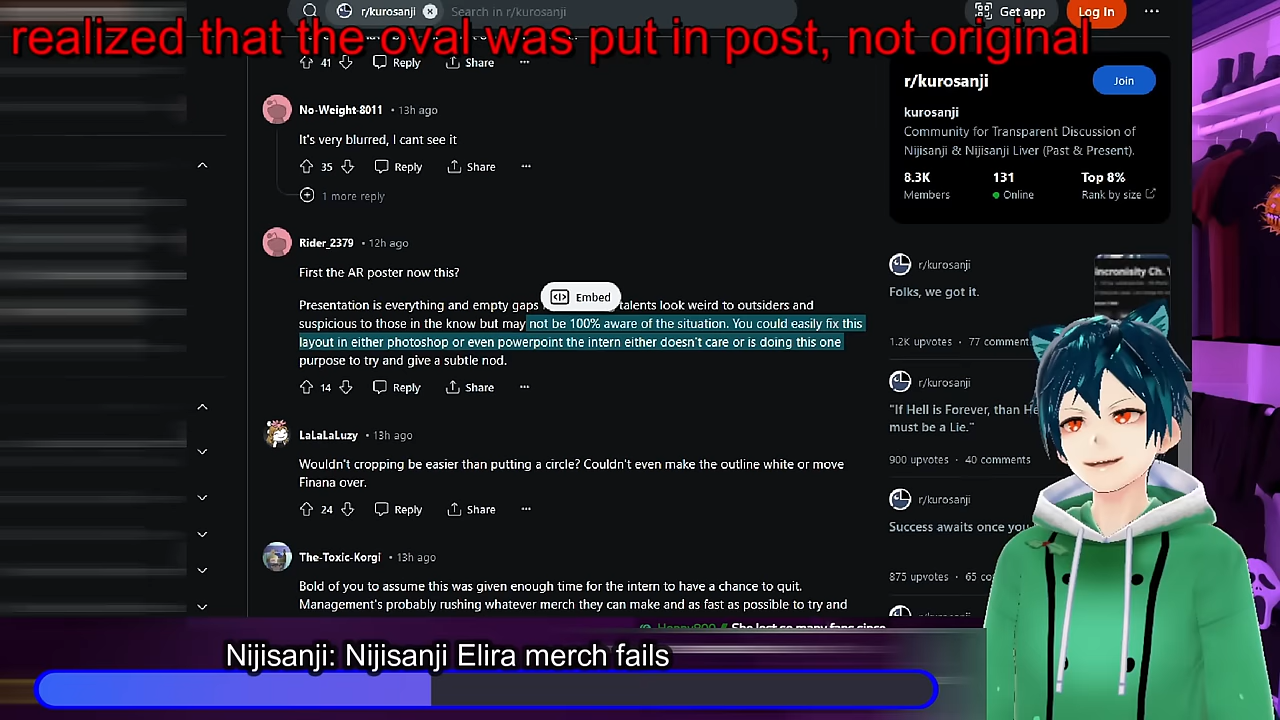 r/kurosanji
Search in r/kurosanji
Get app
Log In
realized that the oval was put in post, not original
41
Reply
Share
r/kurosanji
Join
kurosanji
Community for Transparent Discussion of
Nijisanji & Nijisanji Liver (Past & Present).
8.3K
131
Top 8%
Members
Online
Rank by size
No-Weight-8011 • 13h ago
It's very blurred, I cant see it
35
Reply
Share
1 more reply
Rider_2379 • 12h ago
First the AR poster now this?
Embed
Presentation is everything and empty gaps talents look weird to outsiders and
suspicious to those in the know but may not be 100% aware of the situation. You could easily fix this
layout in either photoshop or even powerpoint the intern either doesn't care or is doing this one
purpose to try and give a subtle nod.
14
Reply
Share
LaLaLaLuzy • 13h ago
Wouldn't cropping be easier than putting a circle? Couldn't even make the outline white or move
Finana over.
24
Reply
Share
The-Toxic-Korgi • 13h ago
Bold of you to assume this was given enough time for the intern to have a chance to quit.
Management's probably rushing whatever merch they can make and as fast as possible to try and
r/kurosanji
Folks, we got it.
1.2K upvotes • 77 comment
r/kurosanji
"If Hell is Forever, than He
must be a Lie."
900 upvotes • 40 comments
r/kurosanji
Success awaits once you
875 upvotes • 65 co
She lost so many fans since
Nijisanji: Nijisanji Elira merch fails